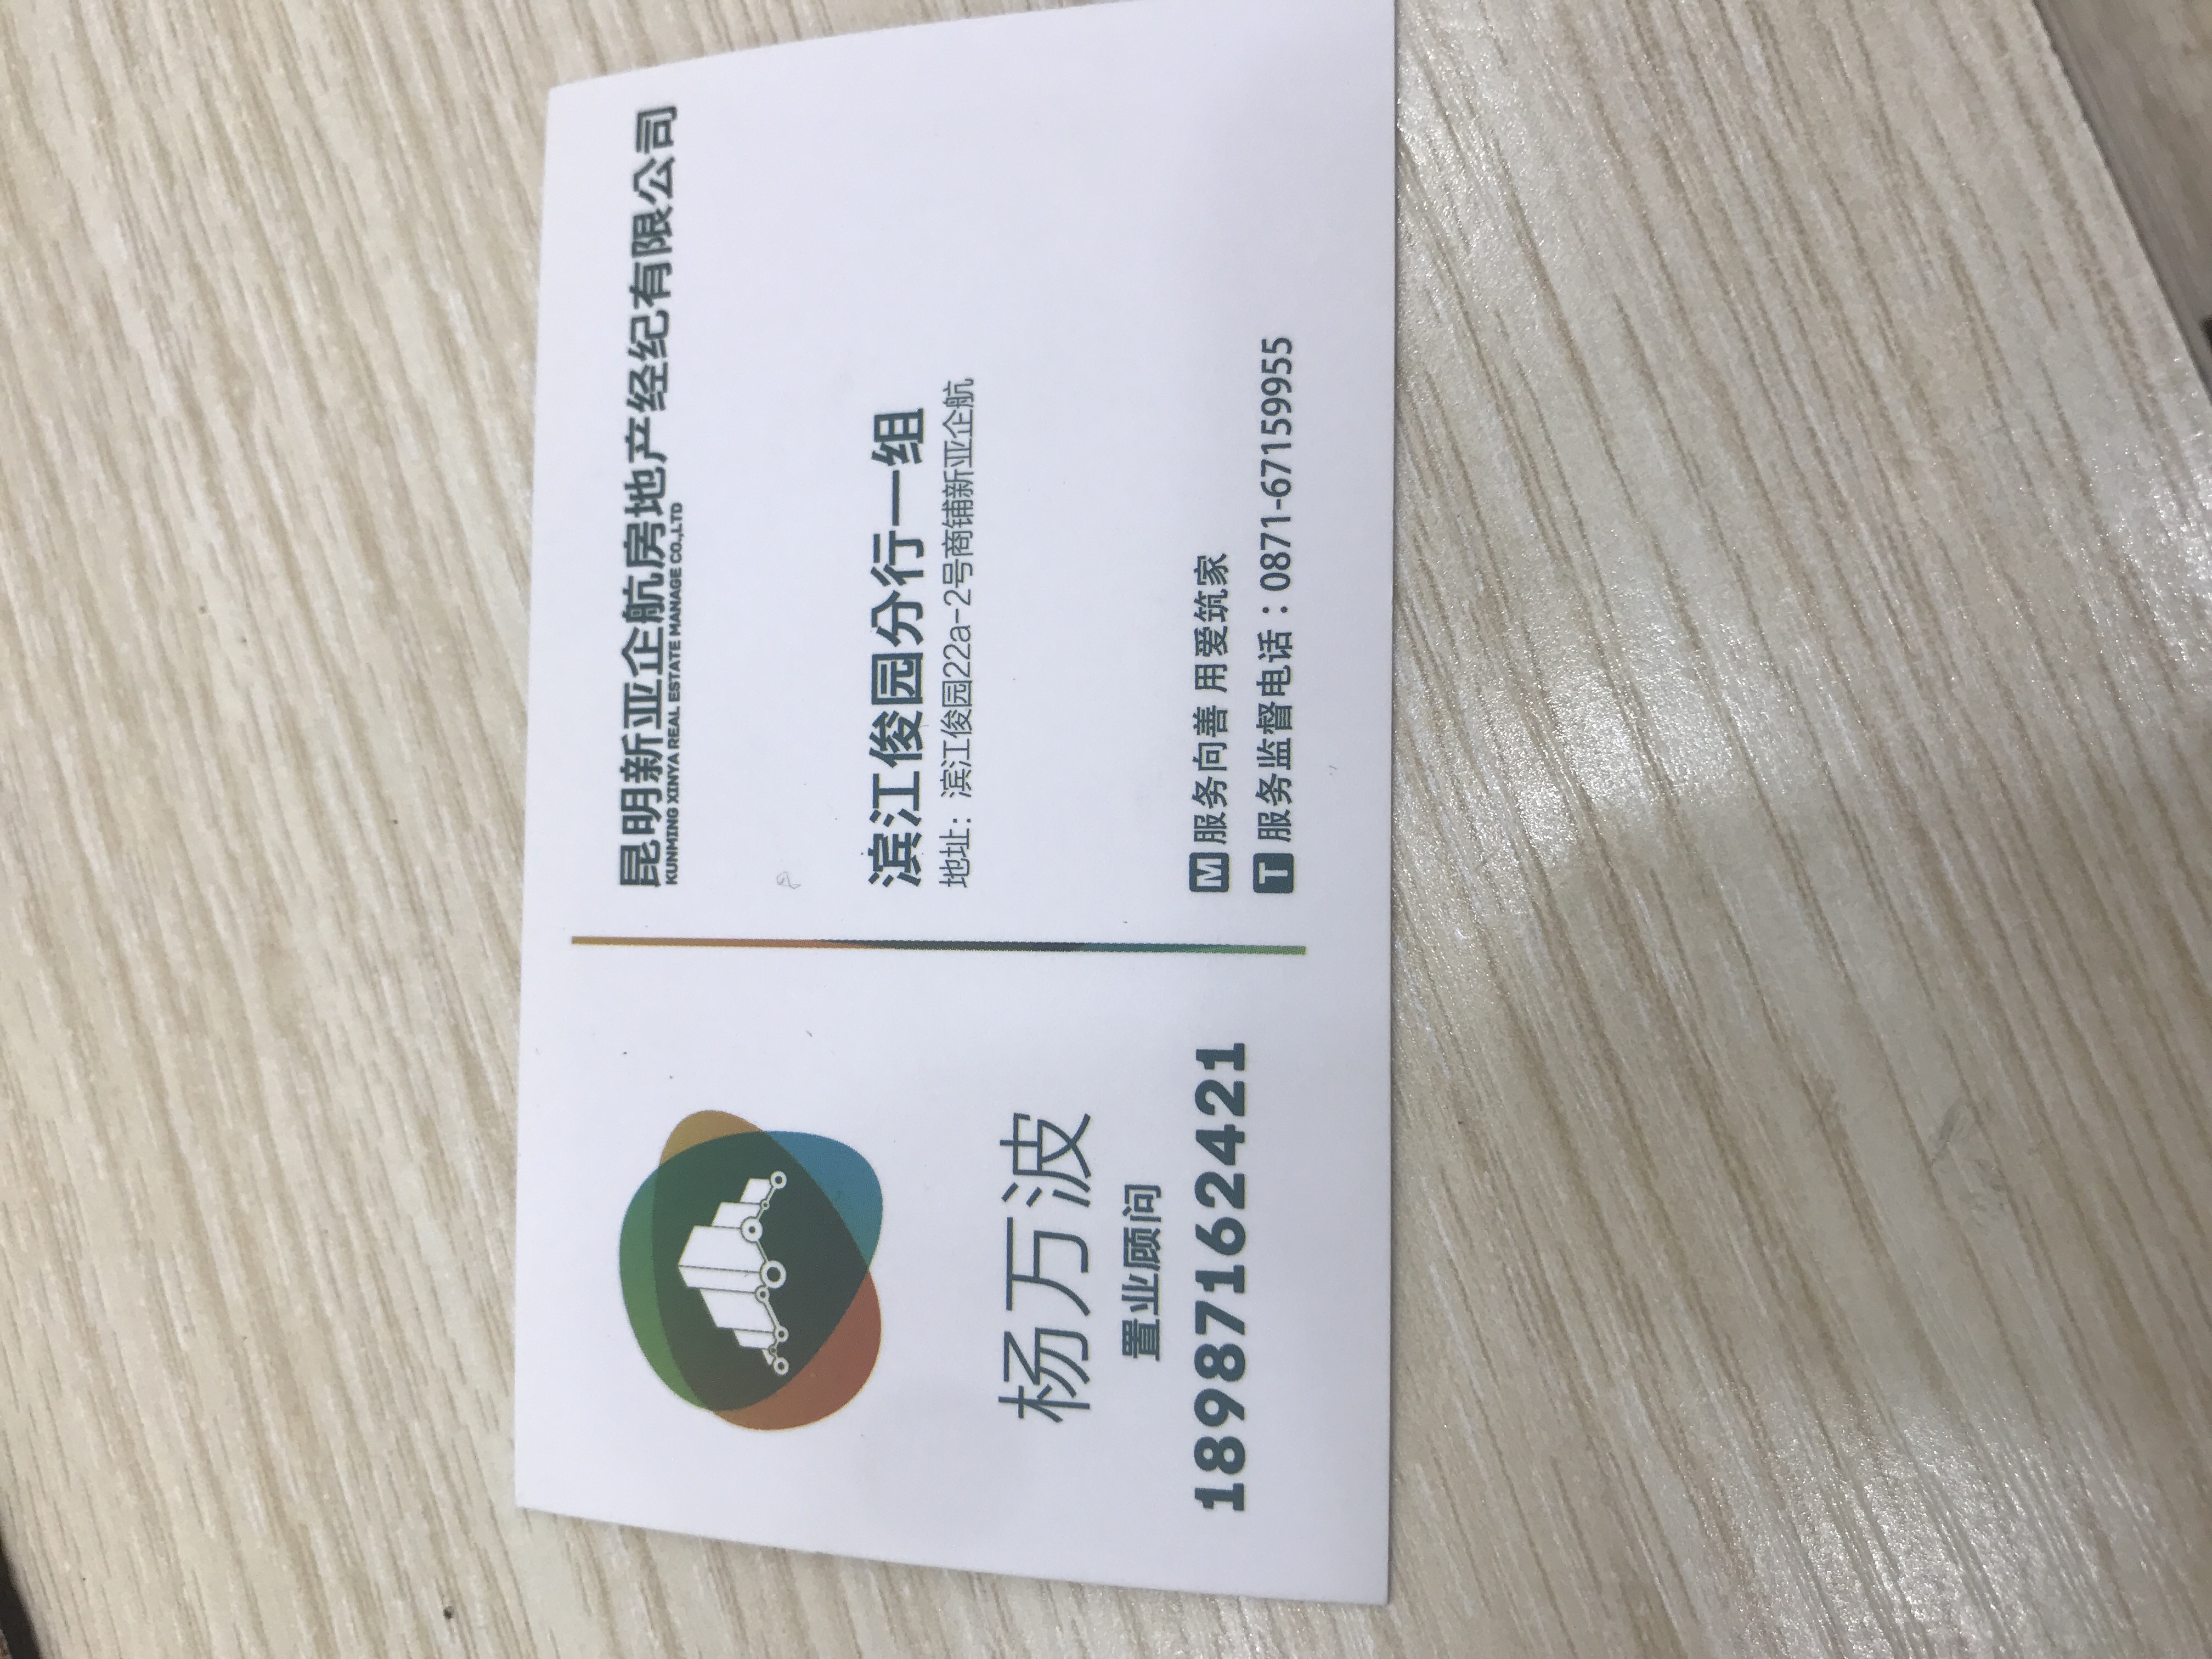 杨万波
置业顾问
18987162421
昆明新亚企航房地产经纪有限公司
KUNMING XINYA REAL ESTATE MANAGE CO.,LTD
滨江俊园分行一组
地址：滨江俊园22a-2号商铺新亚企航
M 服务向善 用爱筑家
T 服务监督电话：0871-67159955